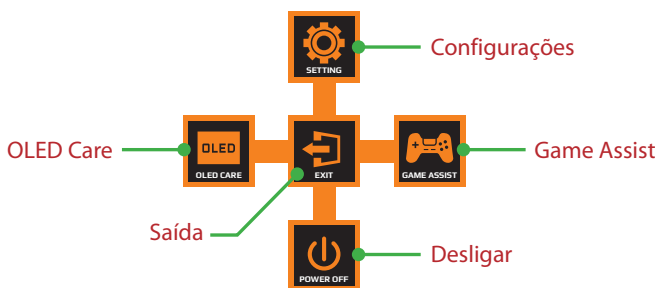 Configurações
SETTING
OLED Care
OLED
OLED CARE
EXIT
GAME ASSIST
Game Assist
Saída
Desligar
POWER OFF